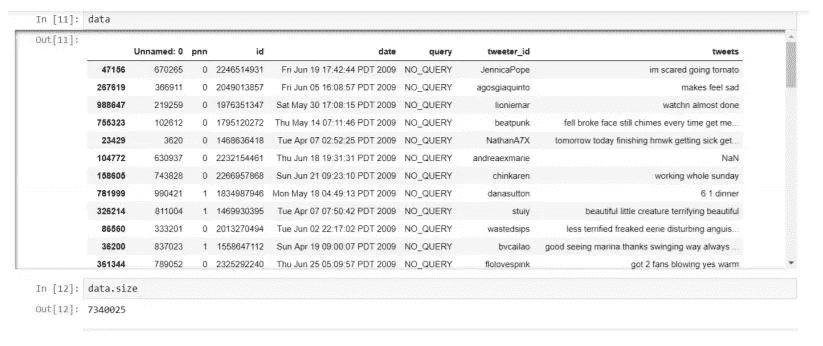 In [11]: data
Out[11]:
Unnamed: 0 pnn id date query tweeter_id tweets
47156 670265 0 2246514931 Fri Jun 19 17:42:44 PDT 2009 NO_QUERY JennicaPope im scared going tornato
267619 366911 0 2049013857 Fri Jun 05 16:08:57 PDT 2009 NO_QUERY agosgiaquinto makes feel sad
988647 219259 0 1976351347 Sat May 30 17:08:15 PDT 2009 NO_QUERY lioniemar watchn almost done
755323 102612 0 1795120272 Thu May 14 07:11:46 PDT 2009 NO_QUERY beatpunk fell broke face still chimes every time get me...
23429 3620 0 1468636418 Tue Apr 07 02:52:25 PDT 2009 NO_QUERY NathanA7X tomorrow today finishing hmwk getting sick get...
104772 630937 0 2232154461 Thu Jun 18 19:31:31 PDT 2009 NO_QUERY andreaexmarie NaN
158605 743828 0 2266957868 Sun Jun 21 09:23:10 PDT 2009 NO_QUERY chinkaren working whole sunday
781999 990421 1 1834987946 Mon May 18 04:49:13 PDT 2009 NO_QUERY danasutton 6 1 dinner
326214 811004 1 1469930395 Tue Apr 07 07:50:42 PDT 2009 NO_QUERY stuiy beautiful little creature terrifying beautiful
86560 333201 0 2013270494 Tue Jun 02 22:17:02 PDT 2009 NO_QUERY wastedsips less terrified freaked eerie disturbing anguis...
36200 837023 1 1558647112 Sun Apr 19 09:00:07 PDT 2009 NO_QUERY bvcailao good seeing marina thanks swinging way always ...
361344 789052 0 2325292240 Thu Jun 25 05:09:57 PDT 2009 NO_QUERY flolovespink got 2 fans blowing yes warm
In [12]: data.size
Out[12]: 7340025